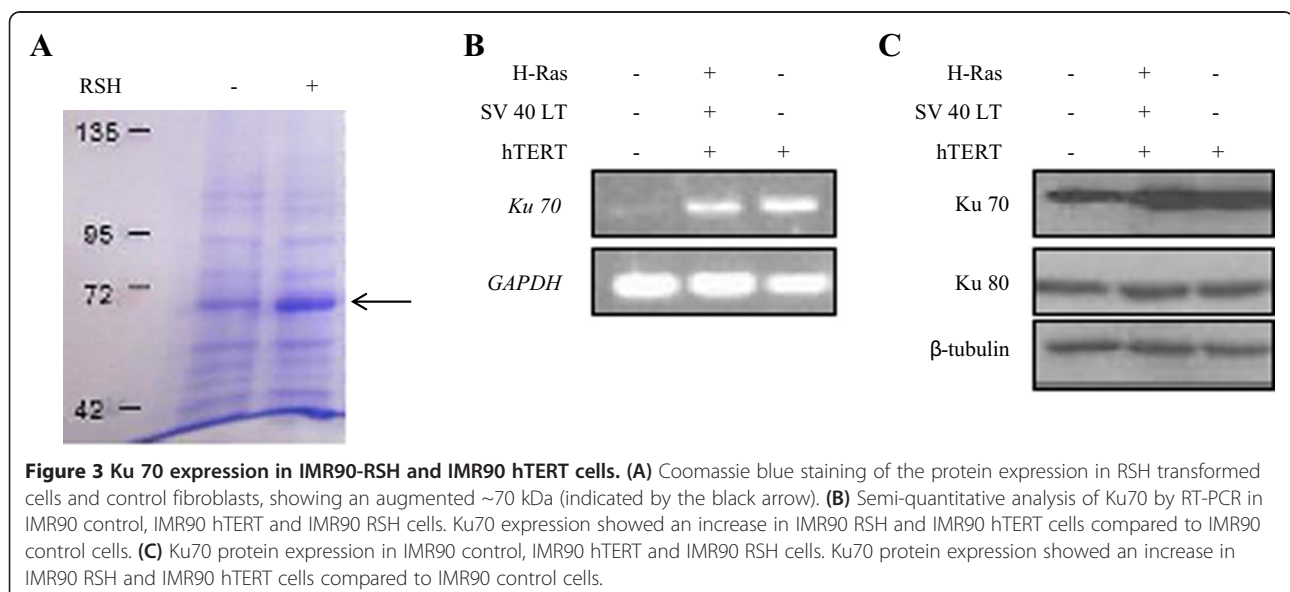 A
RSH - +
135
95
72
42
B
H-Ras - + -
SV 40 LT - + -
hTERT - + +
Ku 70
GAPDH
C
H-Ras - + -
SV 40 LT - + -
hTERT - + +
Ku 70
Ku 80
β-tubulin
Figure 3 Ku 70 expression in IMR90-RSH and IMR90 hTERT cells. (A) Coomassie blue staining of the protein expression in RSH transformed
cells and control fibroblasts, showing an augmented ~70 kDa (indicated by the black arrow). (B) Semi-quantitative analysis of Ku70 by RT-PCR in
IMR90 control, IMR90 hTERT and IMR90 RSH cells. Ku70 expression showed an increase in IMR90 RSH and IMR90 hTERT cells compared to IMR90
control cells. (C) Ku70 protein expression in IMR90 control, IMR90 hTERT and IMR90 RSH cells. Ku70 protein expression showed an increase in
IMR90 RSH and IMR90 hTERT cells compared to IMR90 control cells.